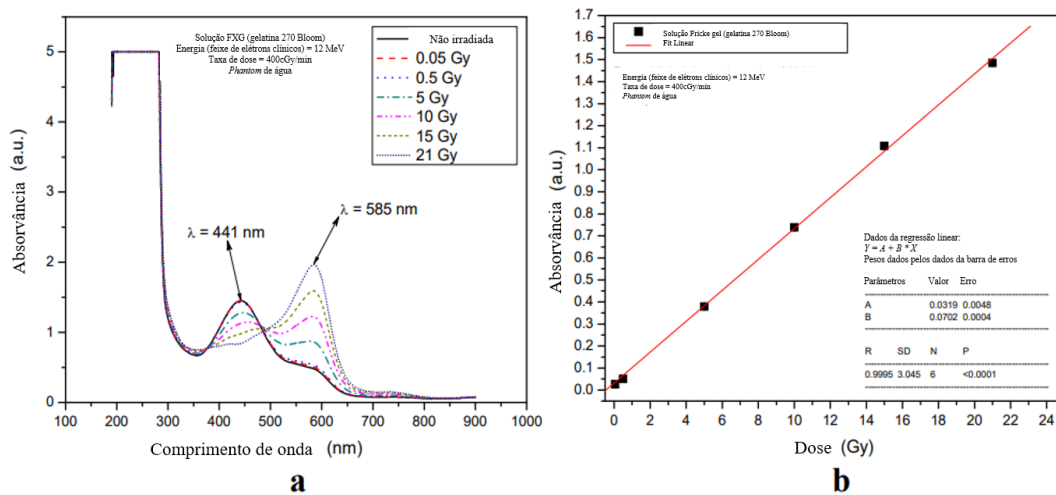 Solução FXG (gelatina 270 Bloom)
Energia (feixe de elétrons clínicos) = 12 MeV
Taxa de dose = 400cGy/min
Phantom de água
Não irradiada
0.05 Gy
0.5 Gy
5 Gy
10 Gy
15 Gy
21 Gy
λ = 441 nm
λ = 585 nm
Absorvância (a.u.)
5
4
3
2
1
0
100 200 300 400 500 600 700 800 900 1000
Comprimento de onda (nm)
a
Solução Fricke gel (gelatina 270 Bloom)
Fit Linear
Energia (feixe de elétrons clínicos) = 12 MeV
Taxa de dose = 400cGy/min
Phantom de água
Absorvância (a.u.)
1.7
1.6
1.5
1.4
1.3
1.2
1.1
1.0
0.9
0.8
0.7
0.6
0.5
0.4
0.3
0.2
0.1
0.0
Dados da regressão linear:
Y = A + B * X
Pesos dados pelos dados da barra de erros
Parâmetros Valor Erro
A 0.0319 0.0048
B 0.0702 0.0004
R SD N P
0.9995 3.045 6 <0.0001
0 2 4 6 8 10 12 14 16 18 20 22 24
Dose (Gy)
b